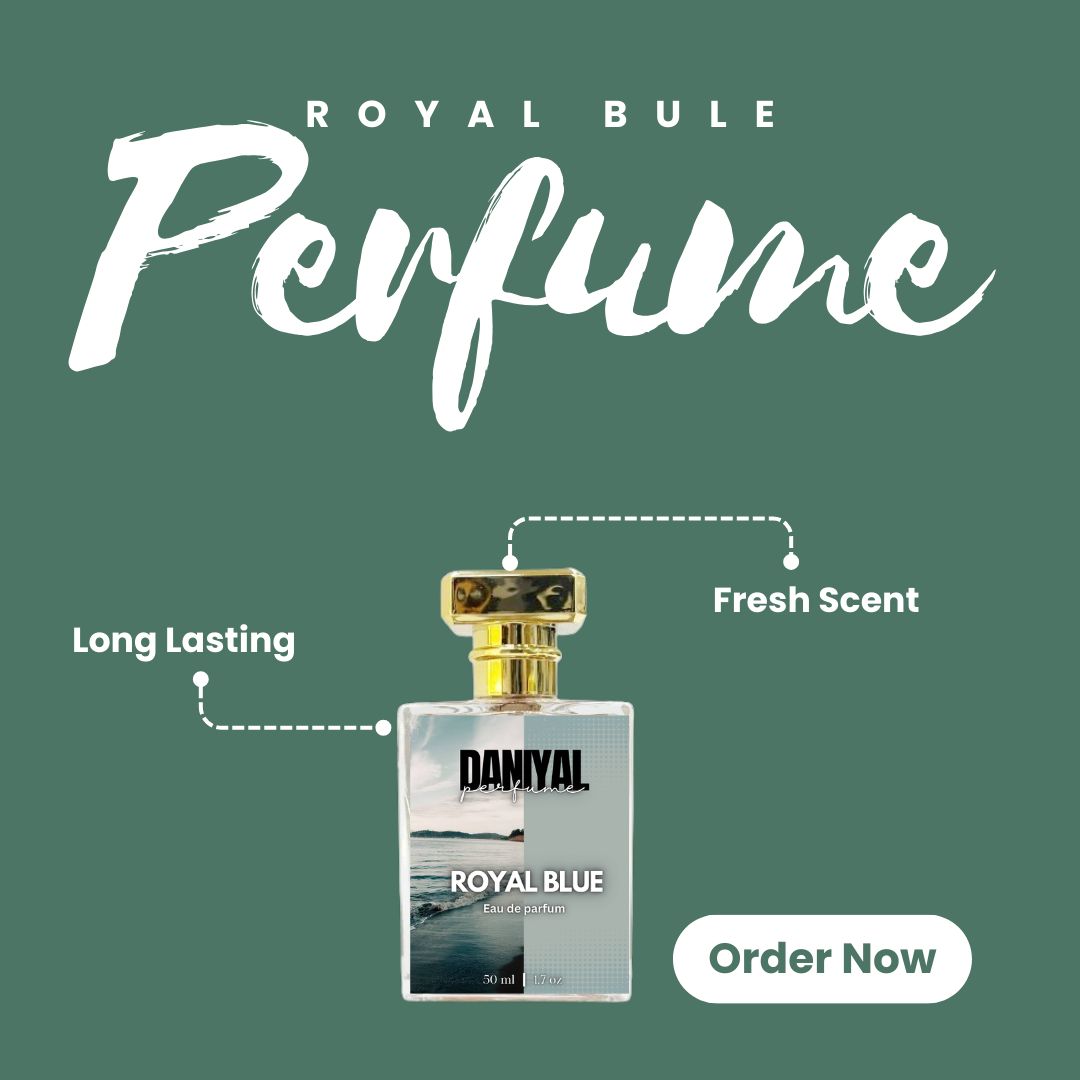 ROYAL BULE
Perfume
Fresh Scent
Long Lasting
DANIYAL
perfume
ROYAL BLUE
Eau de parfum
50 ml | 1.7 oz
Order Now